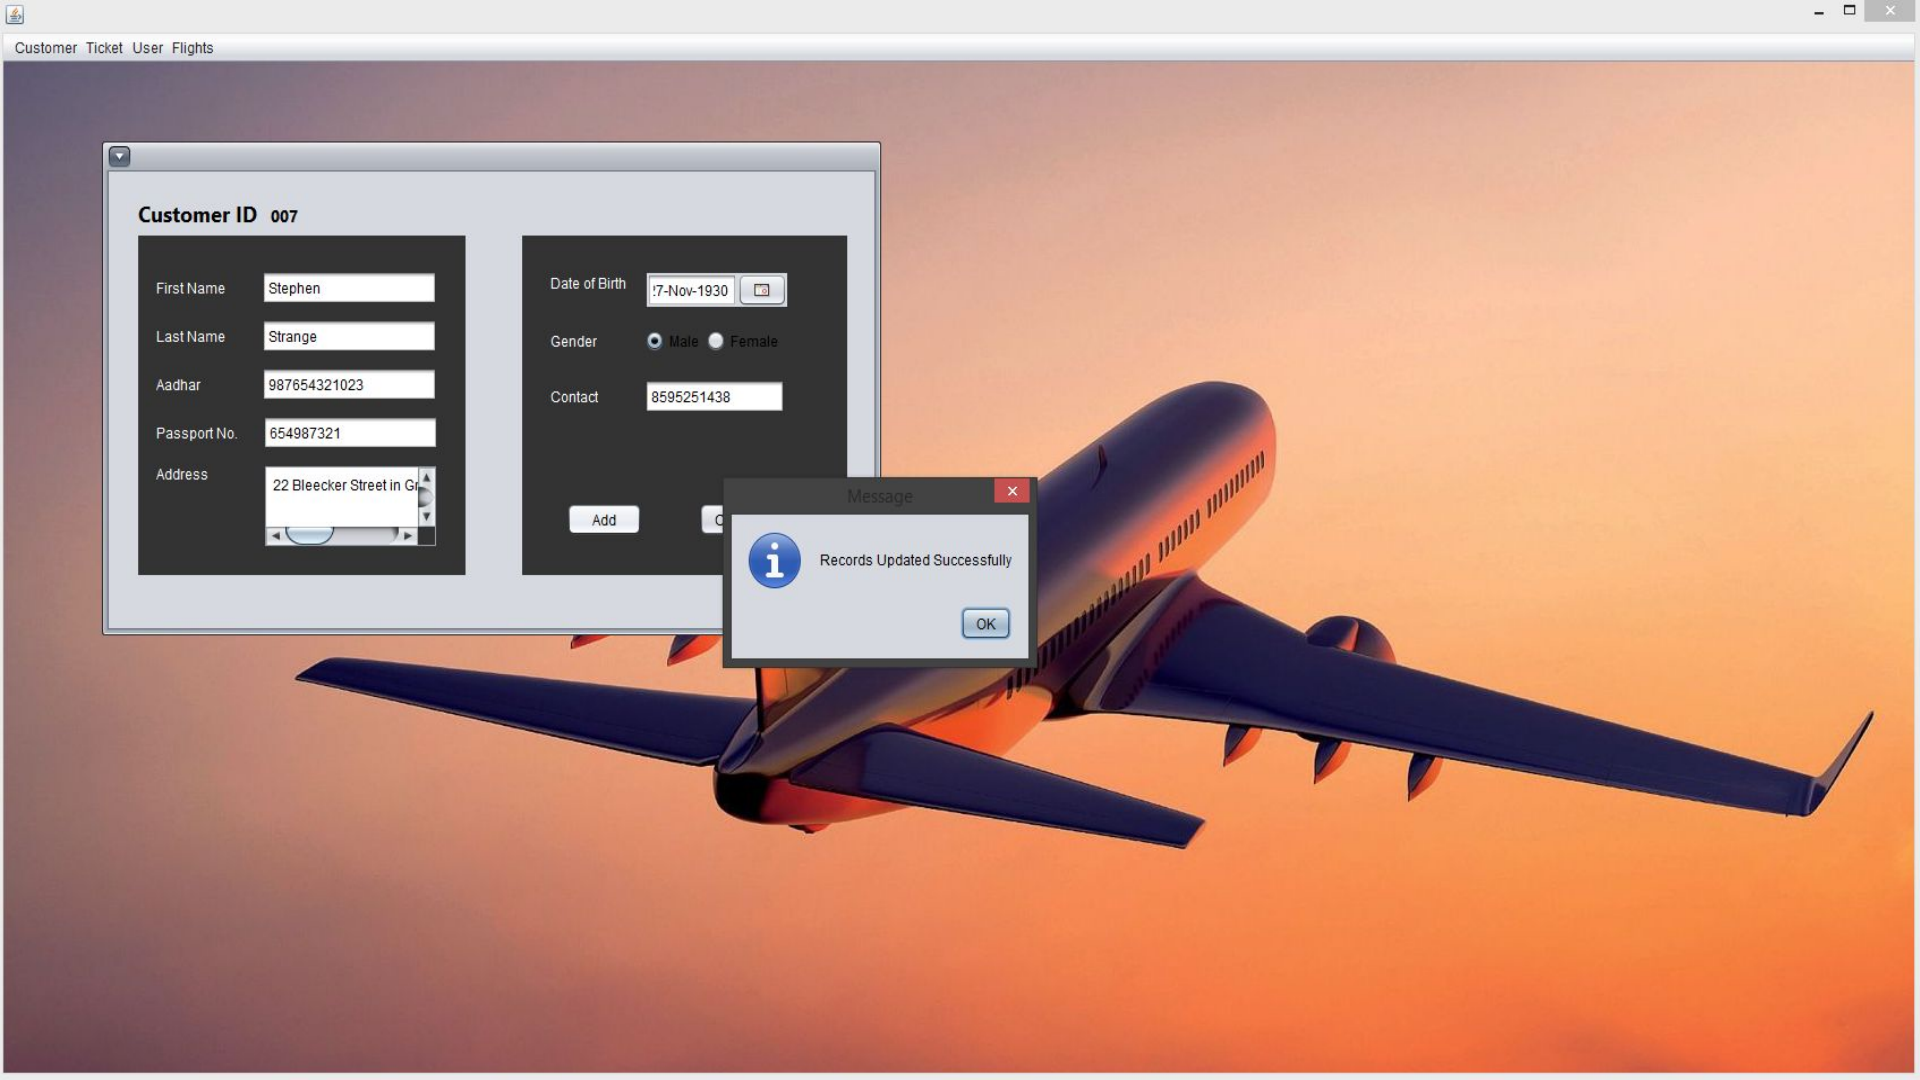 Customer Ticket User Flights
Customer ID 007
First Name Stephen
Last Name Strange
Aadhar 987654321023
Passport No. 654987321
Address 22 Bleecker Street in
Date of Birth 7-Nov-1930
Gender Male Female
Contact 8595251438
Add
Message
Records Updated Successfully
OK